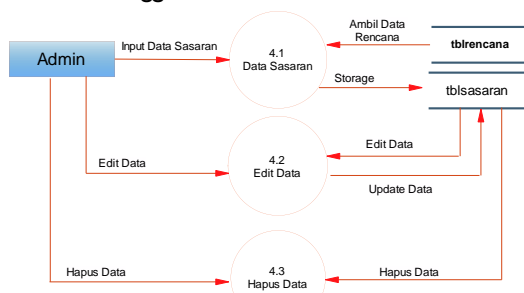 gg
Ambil Data
Rencana
tblrencana
Input Data Sasaran
4.1
Data Sasaran
Admin
Storage
tblsasaran
Edit Data
4.2
Edit Data
Edit Data
Update Data
Hapus Data
4.3
Hapus Data
Hapus Data